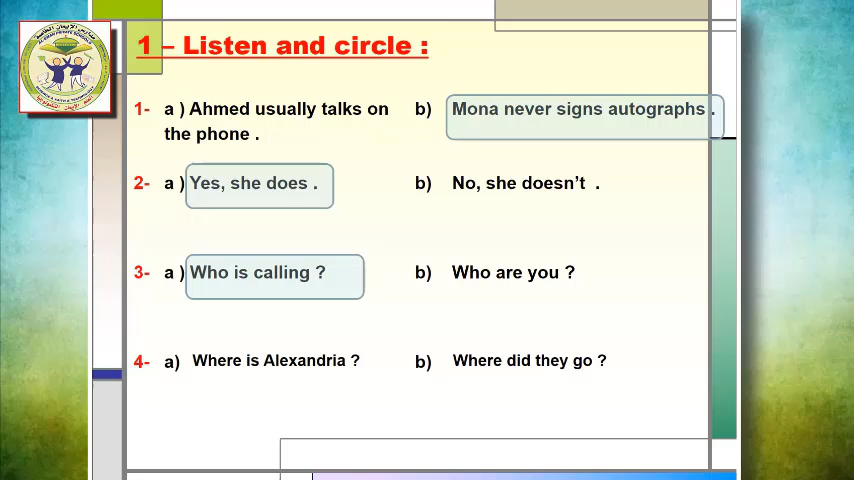 1 – Listen and circle :
1- a ) Ahmed usually talks on b) Mona never signs autographs .
the phone .
2- a ) Yes, she does . b) No, she doesn’t .
3- a ) Who is calling ? b) Who are you ?
4- a) Where is Alexandria ? b) Where did they go ?